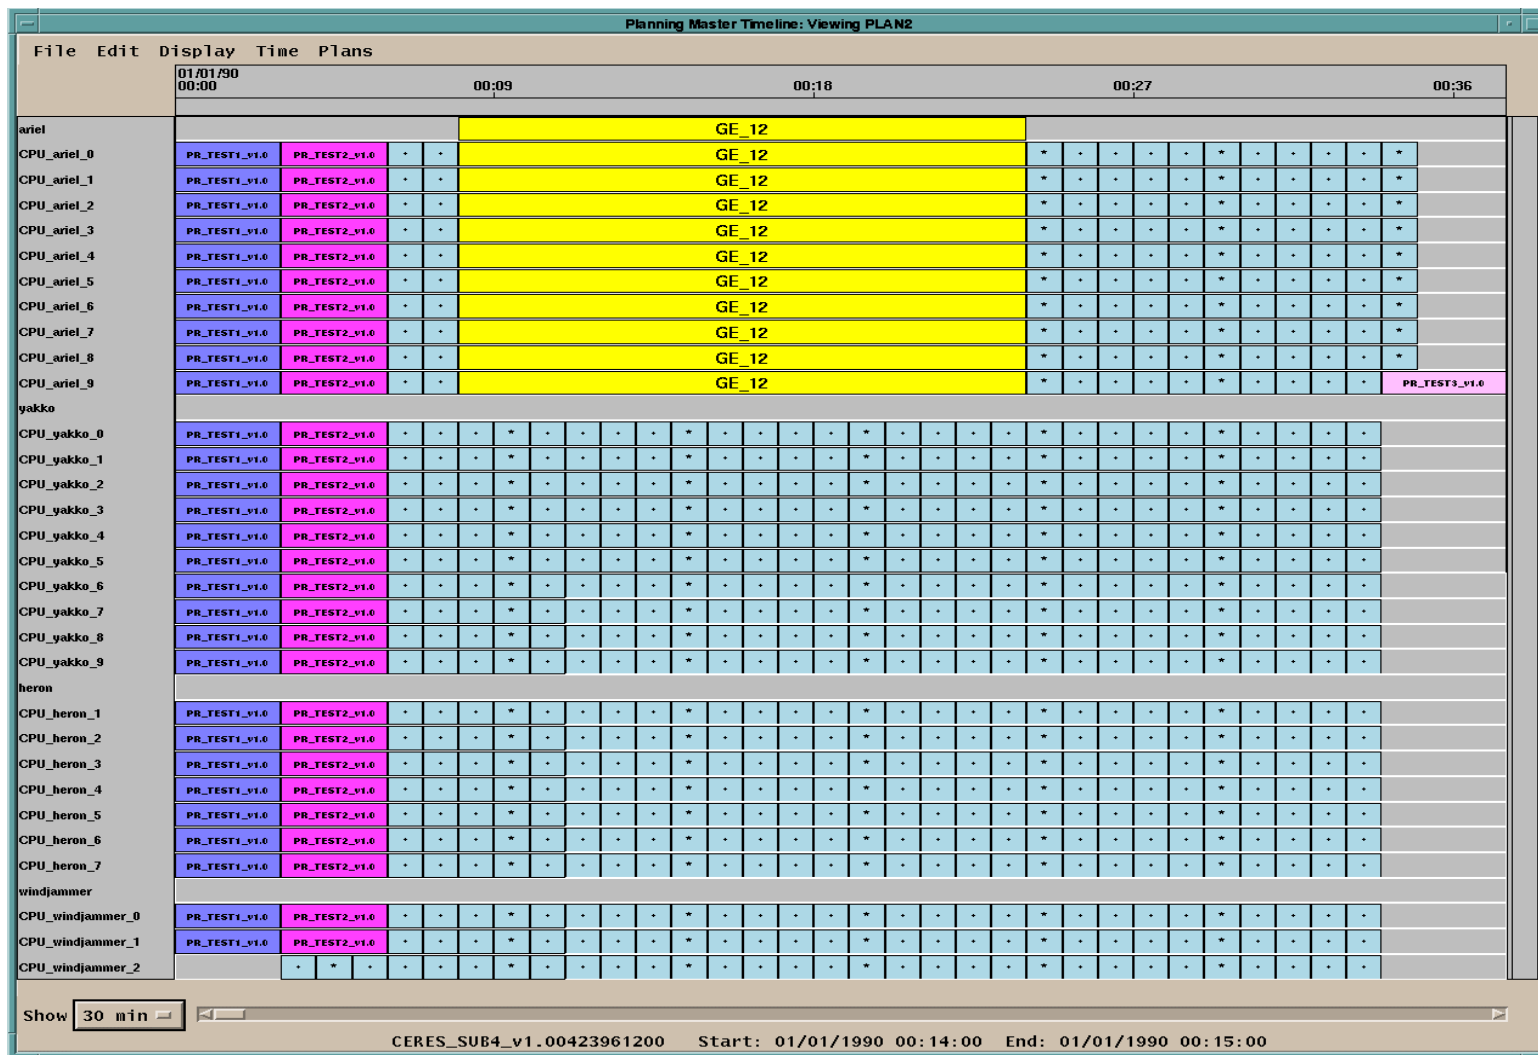 Planning Master Timeline: Viewing PLAN2
File Edit Display Time Plans
01/01/90
00:00 00:09 00:18 00:27 00:36
ariel GE_12
CPU_ariel_0 PR_TEST1_v1.0 PR_TEST2_v1.0 GE_12
CPU_ariel_1 PR_TEST1_v1.0 PR_TEST2_v1.0 GE_12
CPU_ariel_2 PR_TEST1_v1.0 PR_TEST2_v1.0 GE_12
CPU_ariel_3 PR_TEST1_v1.0 PR_TEST2_v1.0 GE_12
CPU_ariel_4 PR_TEST1_v1.0 PR_TEST2_v1.0 GE_12
CPU_ariel_5 PR_TEST1_v1.0 PR_TEST2_v1.0 GE_12
CPU_ariel_6 PR_TEST1_v1.0 PR_TEST2_v1.0 GE_12
CPU_ariel_7 PR_TEST1_v1.0 PR_TEST2_v1.0 GE_12
CPU_ariel_8 PR_TEST1_v1.0 PR_TEST2_v1.0 GE_12
CPU_ariel_9 PR_TEST1_v1.0 PR_TEST2_v1.0 GE_12 PR_TEST3_v1.0
yakko
CPU_yakko_0 PR_TEST1_v1.0 PR_TEST2_v1.0
CPU_yakko_1 PR_TEST1_v1.0 PR_TEST2_v1.0
CPU_yakko_2 PR_TEST1_v1.0 PR_TEST2_v1.0
CPU_yakko_3 PR_TEST1_v1.0 PR_TEST2_v1.0
CPU_yakko_4 PR_TEST1_v1.0 PR_TEST2_v1.0
CPU_yakko_5 PR_TEST1_v1.0 PR_TEST2_v1.0
CPU_yakko_6 PR_TEST1_v1.0 PR_TEST2_v1.0
CPU_yakko_7 PR_TEST1_v1.0 PR_TEST2_v1.0
CPU_yakko_8 PR_TEST1_v1.0 PR_TEST2_v1.0
CPU_yakko_9 PR_TEST1_v1.0 PR_TEST2_v1.0
heron
CPU_heron_1 PR_TEST1_v1.0 PR_TEST2_v1.0
CPU_heron_2 PR_TEST1_v1.0 PR_TEST2_v1.0
CPU_heron_3 PR_TEST1_v1.0 PR_TEST2_v1.0
CPU_heron_4 PR_TEST1_v1.0 PR_TEST2_v1.0
CPU_heron_5 PR_TEST1_v1.0 PR_TEST2_v1.0
CPU_heron_6 PR_TEST1_v1.0 PR_TEST2_v1.0
CPU_heron_7 PR_TEST1_v1.0 PR_TEST2_v1.0
windjammer
CPU_windjammer_0 PR_TEST1_v1.0 PR_TEST2_v1.0
CPU_windjammer_1 PR_TEST1_v1.0 PR_TEST2_v1.0
CPU_windjammer_2
Show 30 min
CERES_SUB4_v1.00423961200 Start: 01/01/1990 00:14:00 End: 01/01/1990 00:15:00